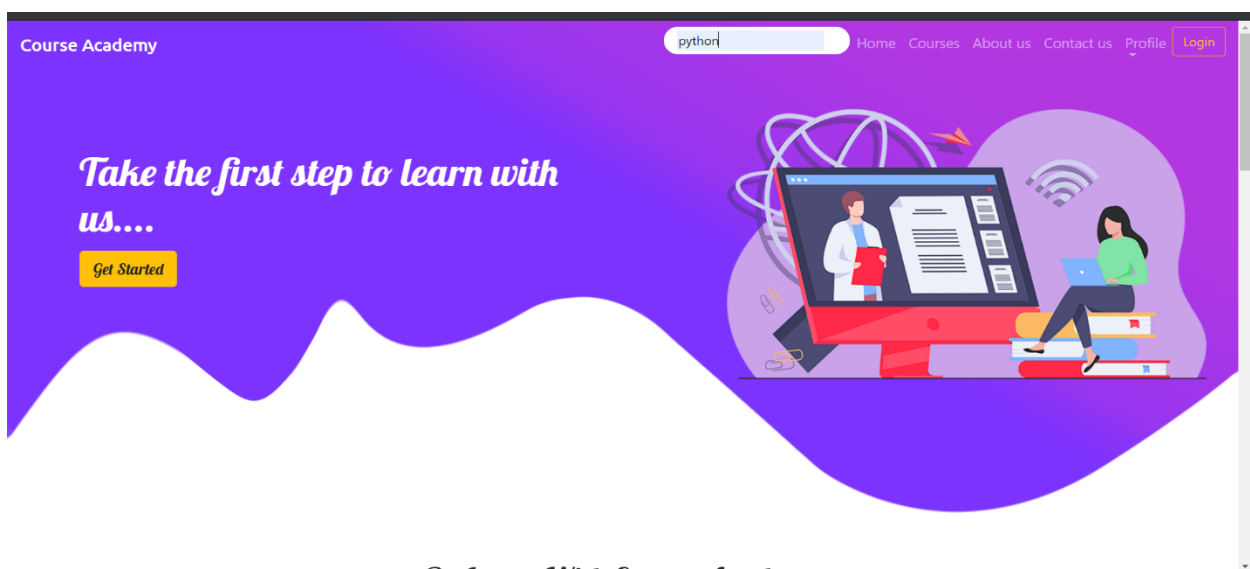 Course Academy
python
Home Courses About us Contact us Profile Login
Take the first step to learn with
us....
Get Started